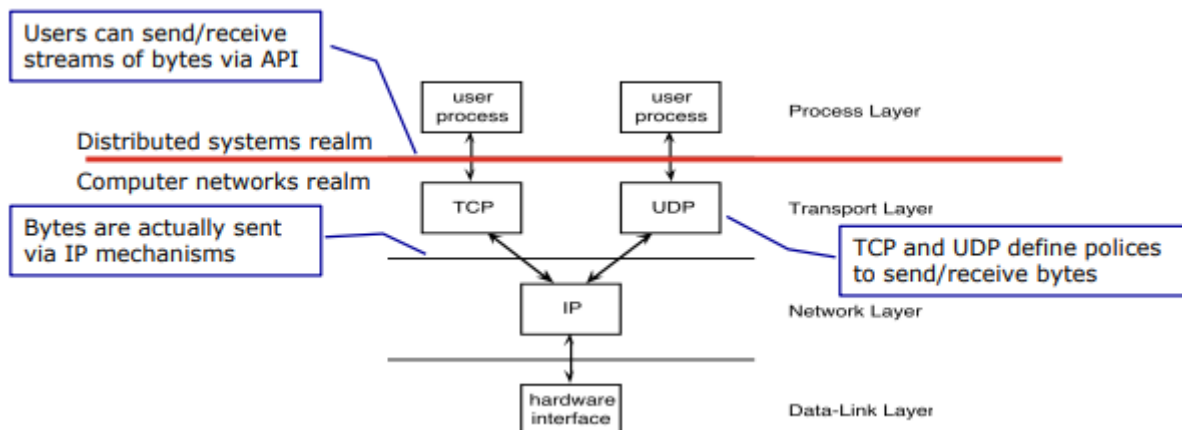 Users can send/receive
streams of bytes via API
user
process
user
process
Process Layer
Distributed systems realm
Computer networks realm
TCP
UDP
Transport Layer
Bytes are actually sent
via IP mechanisms
TCP and UDP define polices
to send/receive bytes
IP
Network Layer
hardware
interface
Data-Link Layer